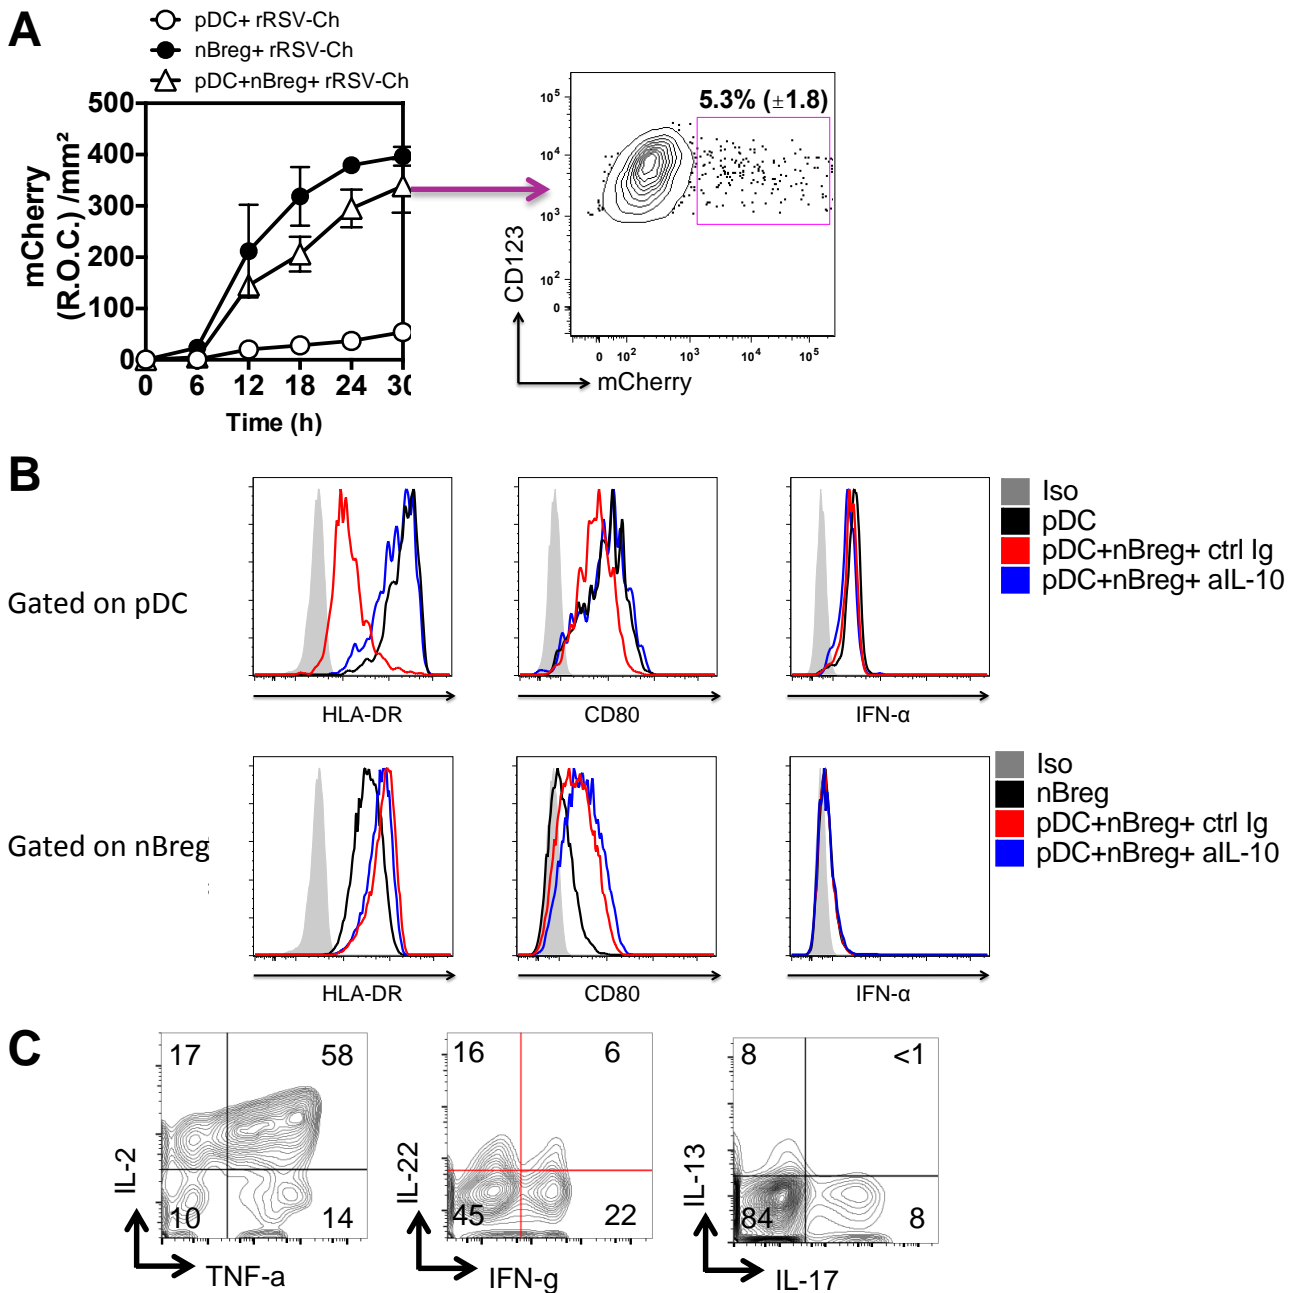 A
pDC+ rRSV-Ch
nBreg+ rRSV-Ch
pDC+nBreg+ rRSV-Ch
mCherry
(R.O.C.) /mm²
500
400
300
200
100
0
0 6 12 18 24 30
Time (h)
5.3% (±1.8)
CD123
10⁵
10⁴
10³
10²
0
0 10² 10³ 10⁴ 10⁵
mCherry
B
Gated on pDC
HLA-DR
CD80
IFN-α
Iso
pDC
pDC+nBreg+ ctrl Ig
pDC+nBreg+ aIL-10
Gated on nBreg
HLA-DR
CD80
IFN-α
Iso
nBreg
pDC+nBreg+ ctrl Ig
pDC+nBreg+ aIL-10
C
IL-2
17 58
10 14
TNF-a
IL-22
16 6
45 22
IFN-g
IL-13
8 <1
84 8
IL-17